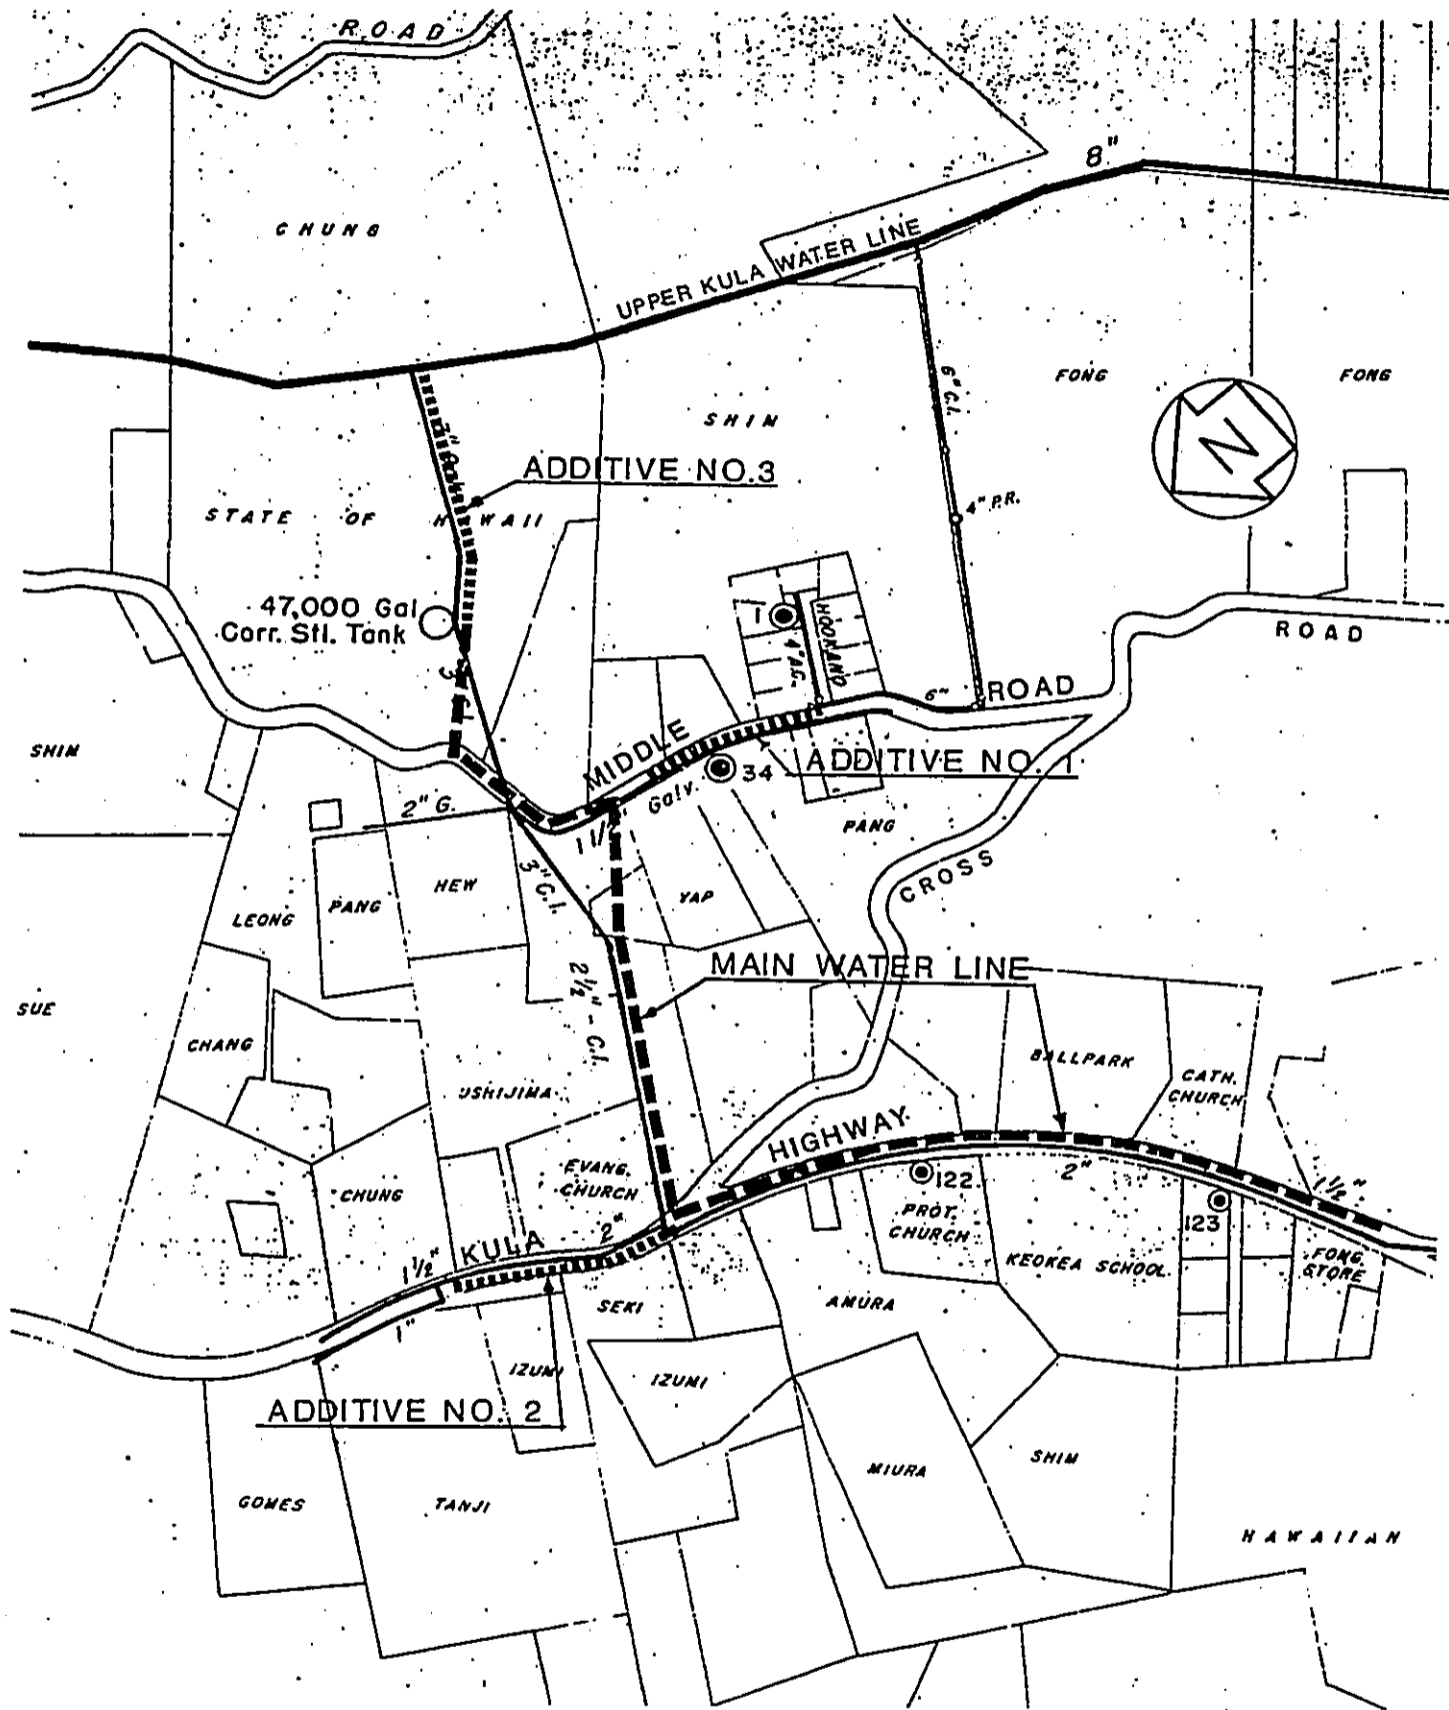 ROAD
CHUNG
8"
UPPER KULA WATER LINE
6" C.I.
FONG
FONG
SHIM
N
ADDITIVE NO.3
STATE OF HAWAII
4" P.R.
47,000 Gal
Corr. Stl. Tank
1
HOOKANO
4" A.C.
ROAD
3" C.I.
6"
ROAD
SHIM
MIDDLE
ADDITIVE NO. 1
34
Galv.
2" G.
1 1/2"
PANG
3" C.I.
CROSS
HEW
YAP
PANG
LEONG
MAIN WATER LINE
2 1/2" - C.I.
SUE
CHANG
BALLPARK
CATH.
CHURCH
USHIJIMA
HIGHWAY
EVANG.
CHURCH
122
2"
1 1/2"
CHUNG
PROT.
CHURCH
123
2"
KULA
KEOKEA SCHOOL
FONG
STORE
1 1/2"
SEKI
AMURA
1"
IZUMI
IZUMI
ADDITIVE NO. 2
MIURA
SHIM
GOMES
TANJI
HAWAIIAN